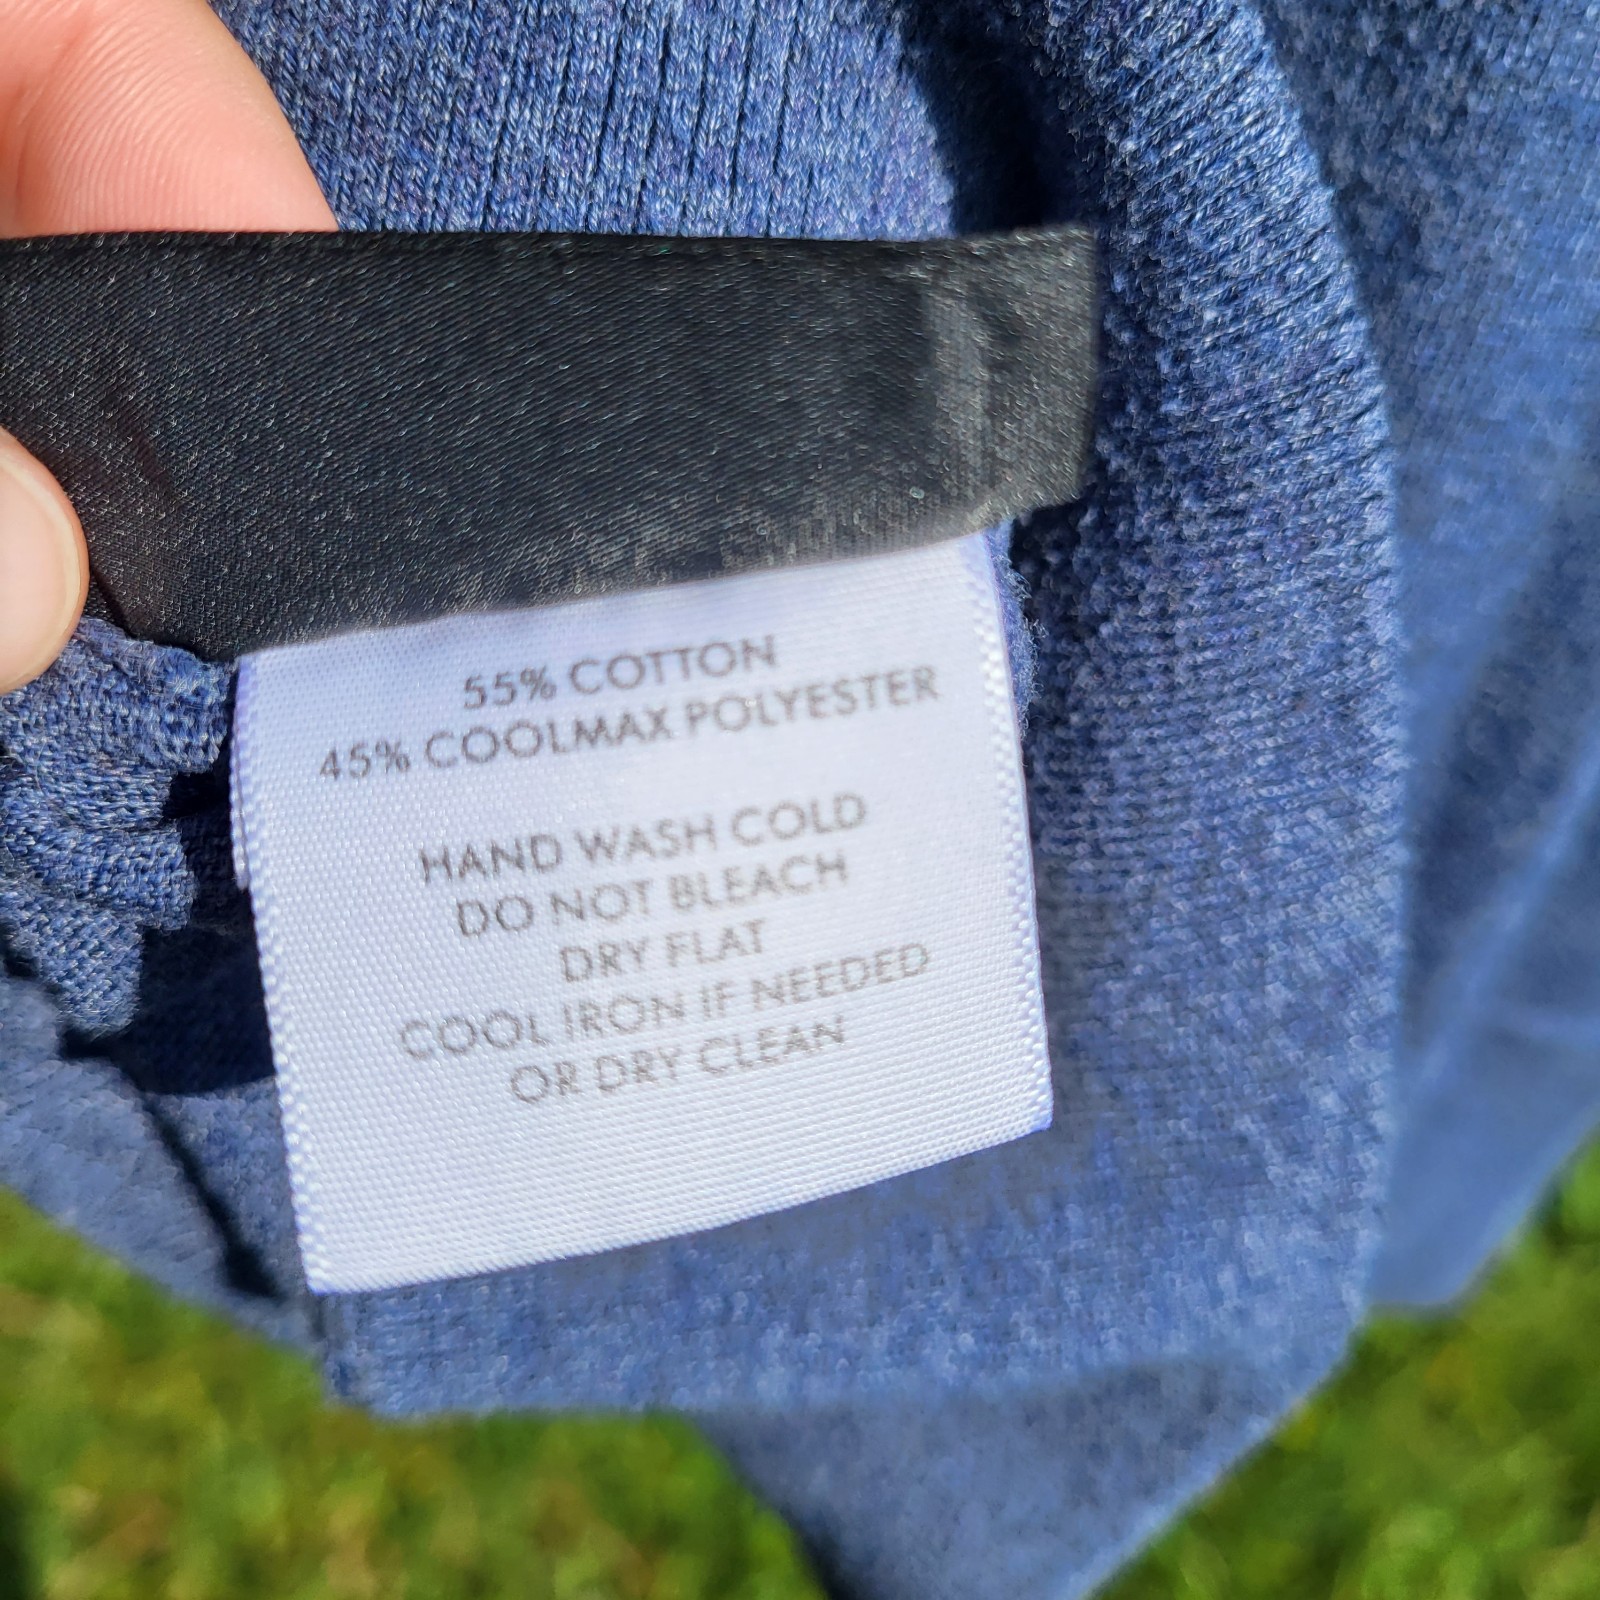 55% COTTON
45% COOLMAX POLYESTER
HAND WASH COLD
DO NOT BLEACH
DRY FLAT
COOL IRON IF NEEDED
OR DRY CLEAN